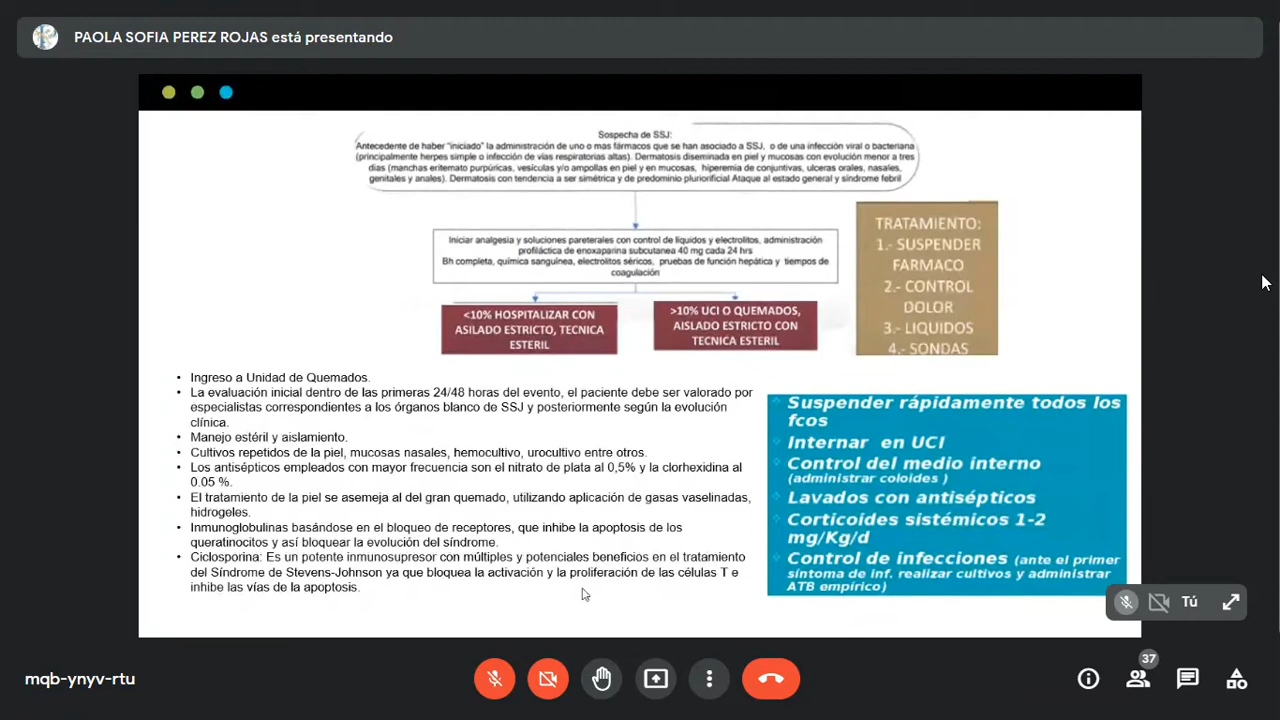 PAOLA SOFIA PEREZ ROJAS está presentando
Sospecha de SSJ:
Antecedente de haber "iniciado" la administración de uno o mas fármacos que se han asociado a SSJ, o de una infección viral o bacteriana
(principalmente herpes simple o infección de vías respiratorias altas). Dermatosis diseminada en piel y mucosas con evolución menor a tres
días (manchas eritemato purpúricas, vesículas y/o ampollas en piel y en mucosas, hiperemia de conjuntivas, ulceras orales, nasales,
genitales y anales). Dermatosis con tendencia a ser simétrica y de predominio pluriorificial Ataque al estado general y síndrome febril
Iniciar analgesia y soluciones pareterales con control de líquidos y electrolitos, administración
profiláctica de enoxaparina subcutanea 40 mg cada 24 hrs
Bh completa, química sanguínea, electrolitos séricos, pruebas de función hepática y tiempos de
coagulación
<10% HOSPITALIZAR CON
ASILADO ESTRICTO, TECNICA
ESTERIL
>10% UCI O QUEMADOS,
AISLADO ESTRICTO CON
TECNICA ESTERIL
TRATAMIENTO:
1.- SUSPENDER
FARMACO
2.- CONTROL
DOLOR
3.- LIQUIDOS
4.- SONDAS
• Ingreso a Unidad de Quemados.
• La evaluación inicial dentro de las primeras 24/48 horas del evento, el paciente debe ser valorado por
especialistas correspondientes a los órganos blanco de SSJ y posteriormente según la evolución
clínica.
• Manejo estéril y aislamiento.
• Cultivos repetidos de la piel, mucosas nasales, hemocultivo, urocultivo entre otros.
• Los antisépticos empleados con mayor frecuencia son el nitrato de plata al 0,5% y la clorhexidina al
0.05 %.
• El tratamiento de la piel se asemeja al del gran quemado, utilizando aplicación de gasas vaselinadas,
hidrogeles.
• Inmunoglobulinas basándose en el bloqueo de receptores, que inhibe la apoptosis de los
queratinocitos y así bloquear la evolución del síndrome.
• Ciclosporina: Es un potente inmunosupresor con múltiples y potenciales beneficios en el tratamiento
del Síndrome de Stevens-Johnson ya que bloquea la activación y la proliferación de las células T e
inhibe las vías de la apoptosis.
Suspender rápidamente todos los
fcos
Internar en UCI
Control del medio interno
(administrar coloides )
Lavados con antisépticos
Corticoides sistémicos 1-2
mg/Kg/d
Control de infecciones (ante el primer
síntoma de inf. realizar cultivos y administrar
ATB empírico)
Tú
mqb-ynyv-rtu
37